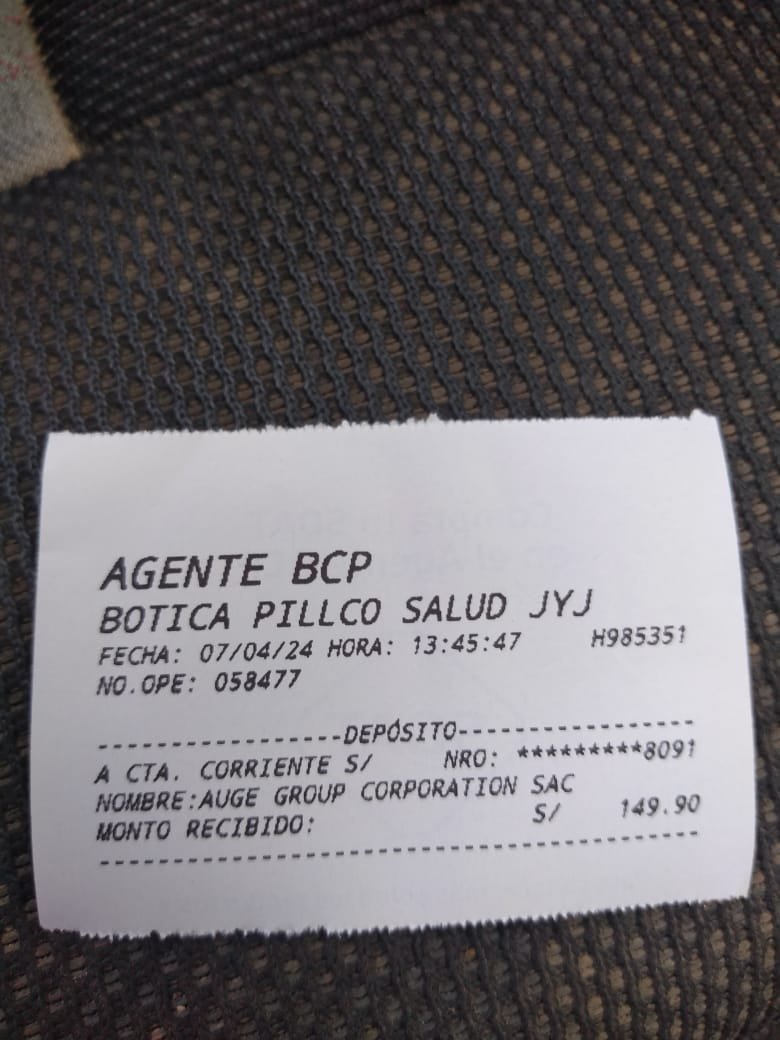 AGENTE BCP
BOTICA PILLCO SALUD JYJ
FECHA: 07/04/24 HORA: 13:45:47 H985351
NO.OPE: 058477
-----------------DEPÓSITO-----------------
A CTA. CORRIENTE S/ NRO: *********8091
NOMBRE:AUGE GROUP CORPORATION SAC
MONTO RECIBIDO: S/ 149.90
------------------------------------------